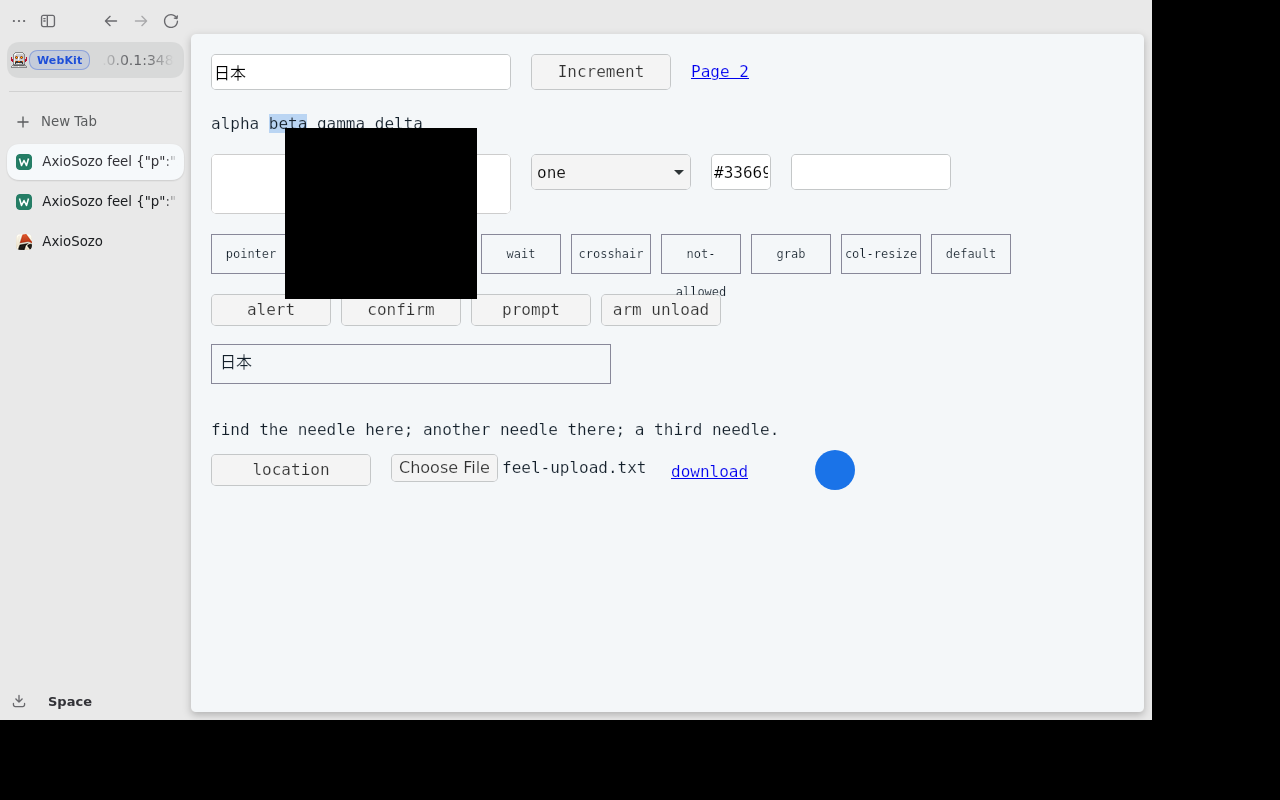 WebKit
.0.0.1:348
New Tab
AxioSozo feel {"p":"
AxioSozo feel {"p":"
AxioSozo
Space
日本
Increment
Page 2
alpha beta gamma delta
one
#33669
pointer
wait
crosshair
not-allowed
grab
col-resize
default
alert
confirm
prompt
arm unload
日本
find the needle here; another needle there; a third needle.
location
Choose File feel-upload.txt
download